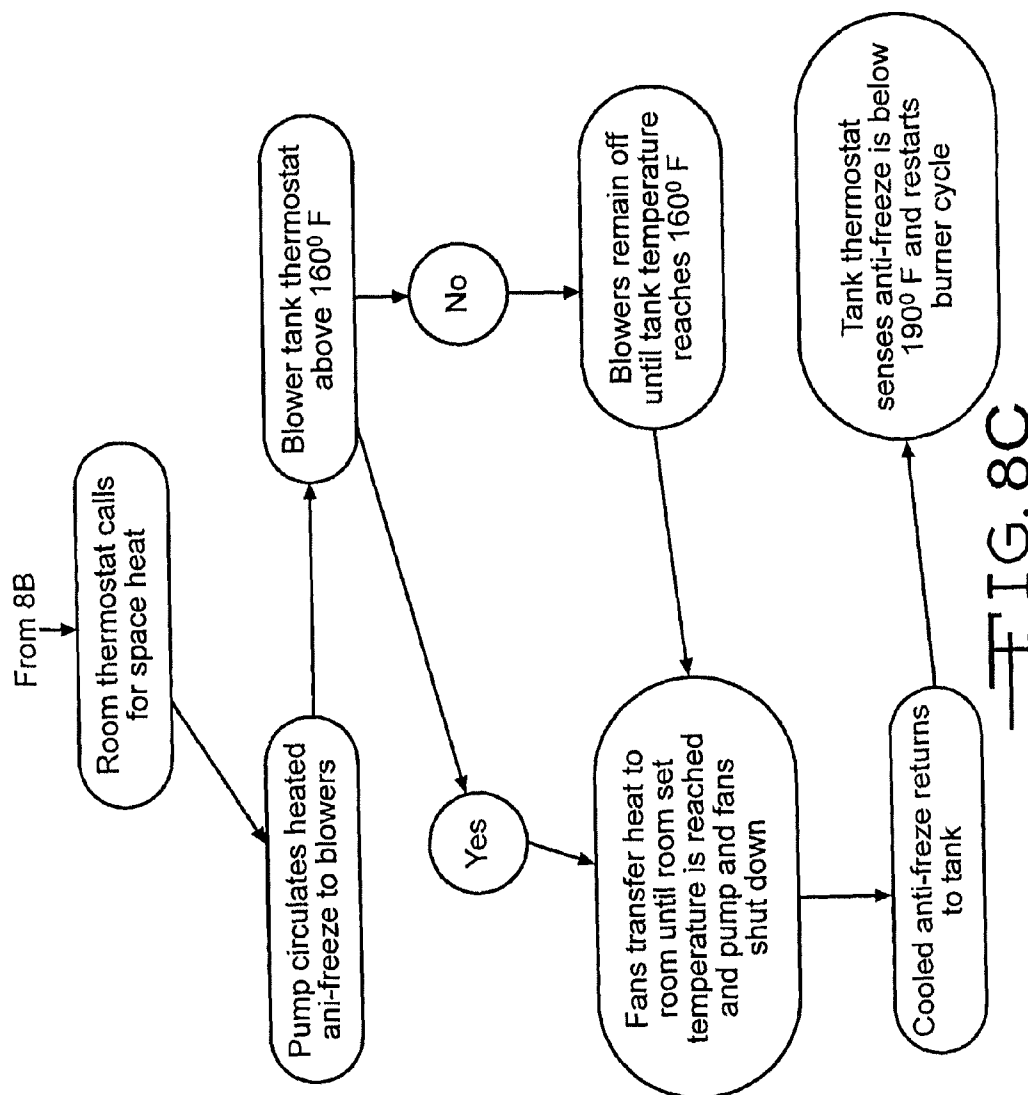 From 8B
Room thermostat calls
for space heat
Pump circulates heated
ani-freeze to blowers
Blower tank thermostat
above 160⁰ F
Yes
No
Blowers remain off
until tank temperature
reaches 160⁰ F
Fans transfer heat to
room until room set
temperature is reached
and pump and fans
shut down
Cooled anti-freze returns
to tank
Tank thermostat
senses anti-freeze is below
190⁰ F and restarts
burner cycle
FIG. 8C